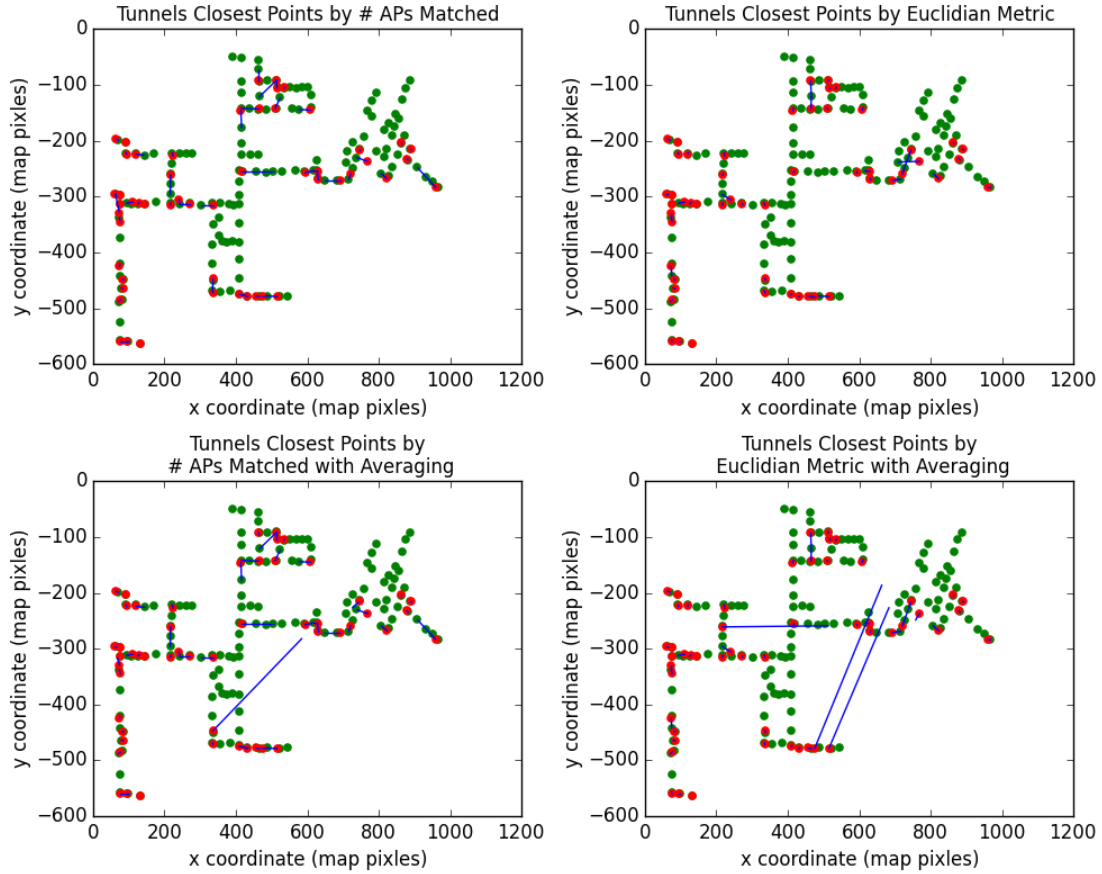 Tunnels Closest Points by # APs Matched
0
−100
−200
−300
−400
−500
−600
y coordinate (map pixles)
0 200 400 600 800 1000 1200
x coordinate (map pixles)
Tunnels Closest Points by Euclidian Metric
0
−100
−200
−300
−400
−500
−600
y coordinate (map pixles)
0 200 400 600 800 1000 1200
x coordinate (map pixles)
Tunnels Closest Points by
# APs Matched with Averaging
0
−100
−200
−300
−400
−500
−600
y coordinate (map pixles)
0 200 400 600 800 1000 1200
x coordinate (map pixles)
Tunnels Closest Points by
Euclidian Metric with Averaging
0
−100
−200
−300
−400
−500
−600
y coordinate (map pixles)
0 200 400 600 800 1000 1200
x coordinate (map pixles)